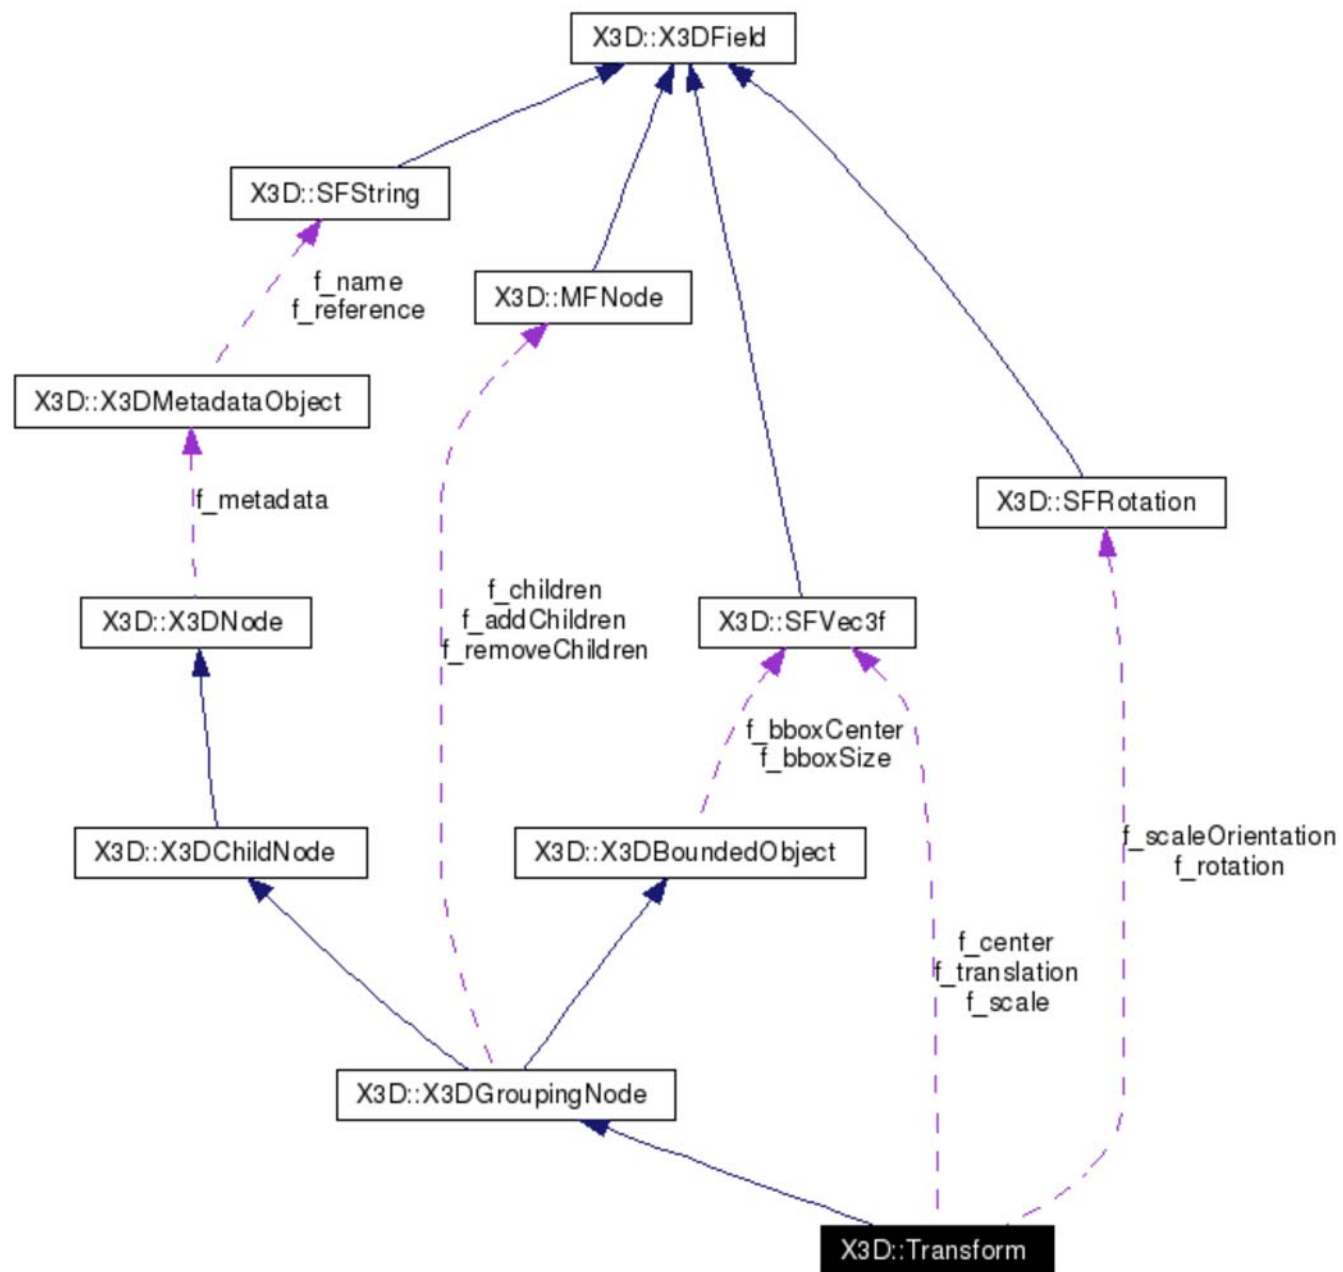 X3D::X3DField
X3D::SFString
f_name
f_reference
X3D::MFNode
X3D::X3DMetadataObject
f_metadata
X3D::SFRotation
f_children
f_addChildren
f_removeChildren
X3D::X3DNode
X3D::SFVec3f
f_bboxCenter
f_bboxSize
X3D::X3DChildNode
X3D::X3DBoundedObject
f_scaleOrientation
f_rotation
f_center
f_translation
f_scale
X3D::X3DGroupingNode
X3D::Transform